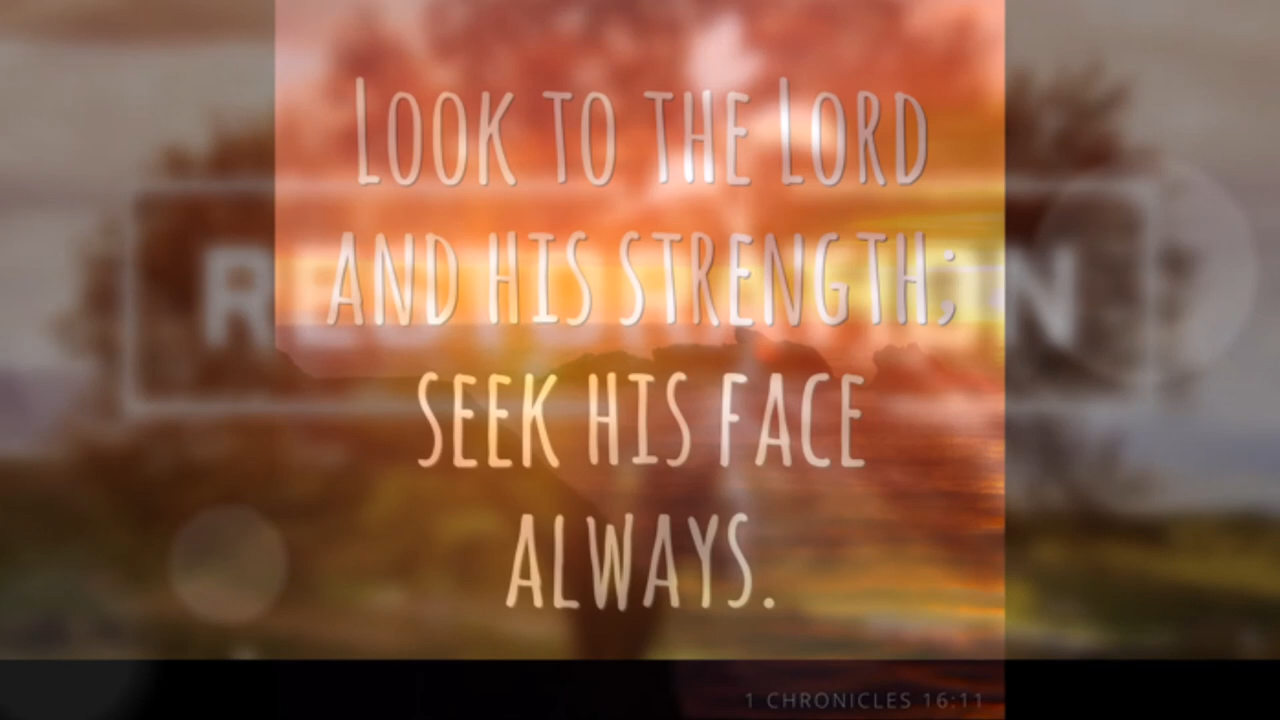 Look to the Lord
and His strength;
seek His face
always.
1 CHRONICLES 16:11